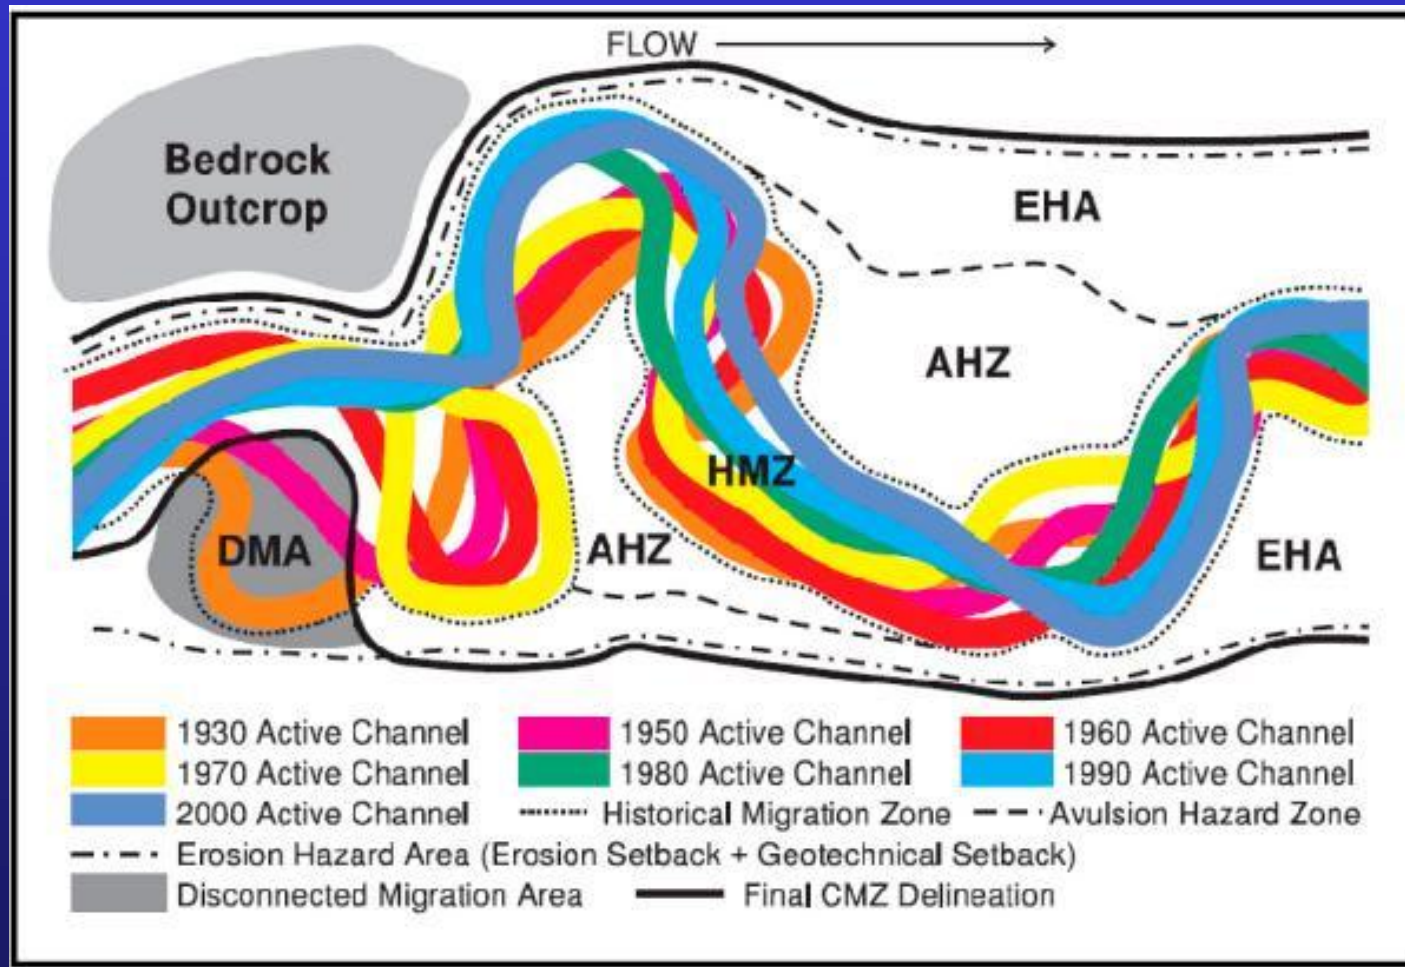 FLOW
Bedrock
Outcrop
EHA
AHZ
HMZ
DMA
AHZ
EHA
1930 Active Channel
1950 Active Channel
1960 Active Channel
1970 Active Channel
1980 Active Channel
1990 Active Channel
2000 Active Channel
Historical Migration Zone
Avulsion Hazard Zone
Erosion Hazard Area (Erosion Setback + Geotechnical Setback)
Disconnected Migration Area
Final CMZ Delineation